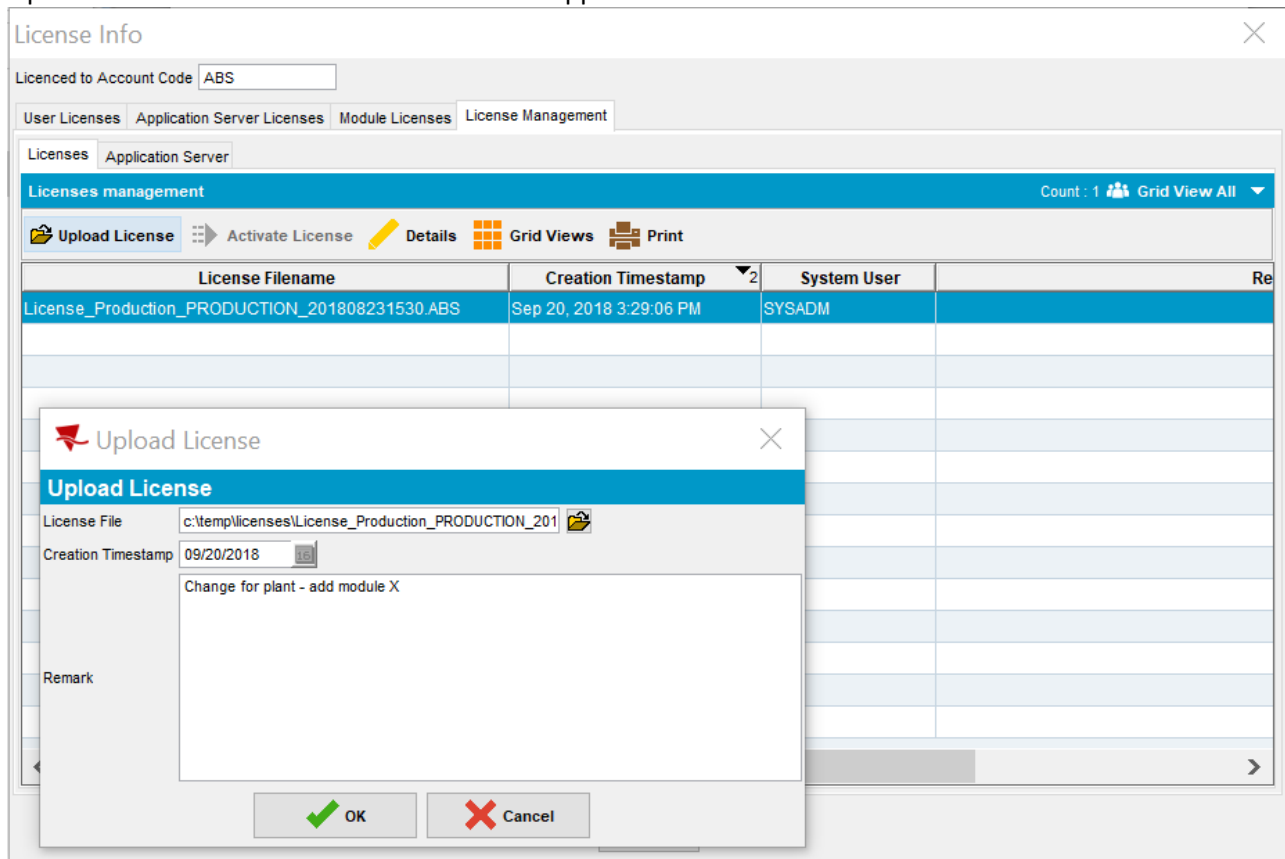 License Info
Licenced to Account Code ABS
User Licenses Application Server Licenses Module Licenses License Management
Licenses Application Server
Licenses management Count : 1 Grid View All
Upload License Activate License Details Grid Views Print
License Filename Creation Timestamp 2 System User Re
License_Production_PRODUCTION_201808231530.ABS Sep 20, 2018 3:29:06 PM SYSADM
Upload License
Upload License
License File c:\temp\licenses\License_Production_PRODUCTION_201
Creation Timestamp 09/20/2018 16
Change for plant - add module X
Remark
OK Cancel